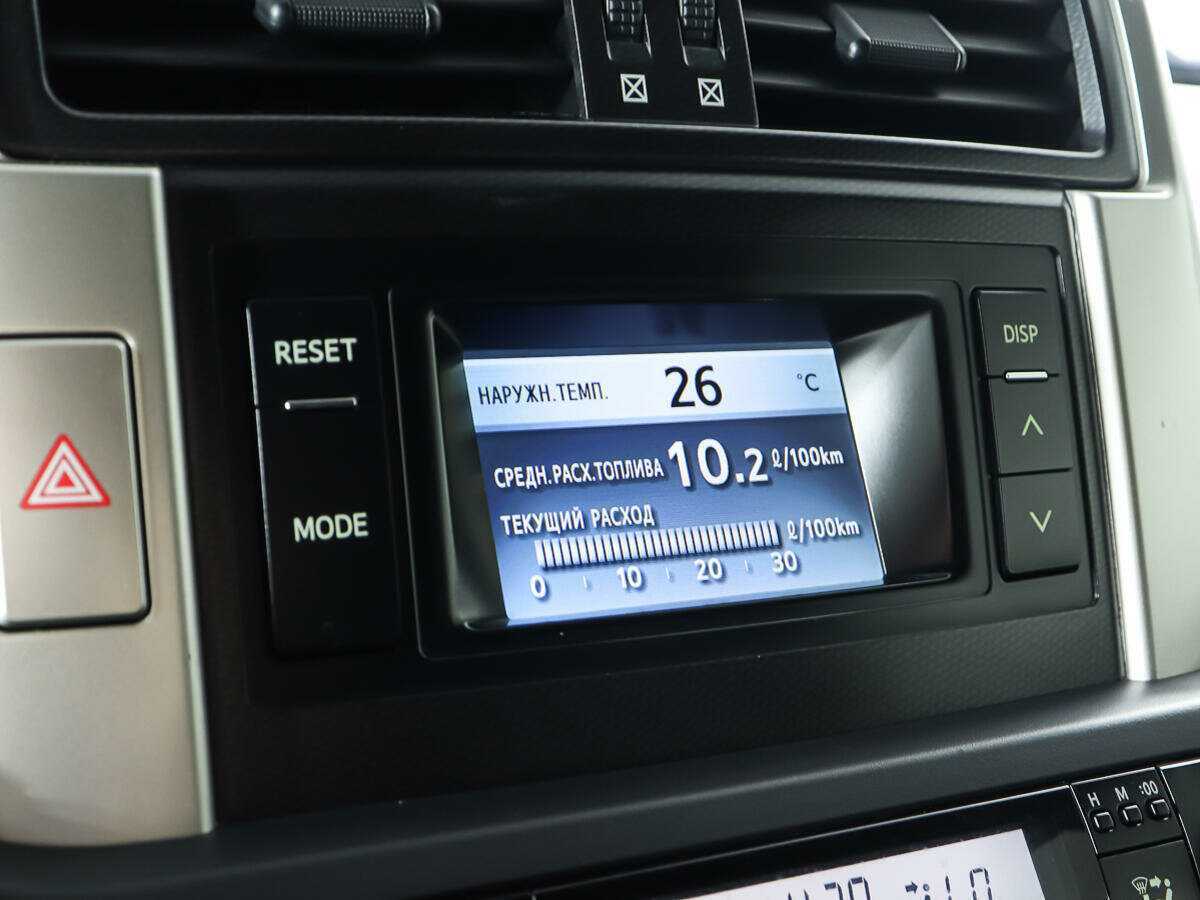 RESET
MODE
НАРУЖН.ТЕМП. 26 °C
СРЕДН.РАСХ.ТОПЛИВА 10.2 ℓ/100km
ТЕКУЩИЙ РАСХОД
ℓ/100km
0 10 20 30
DISP
H M :00